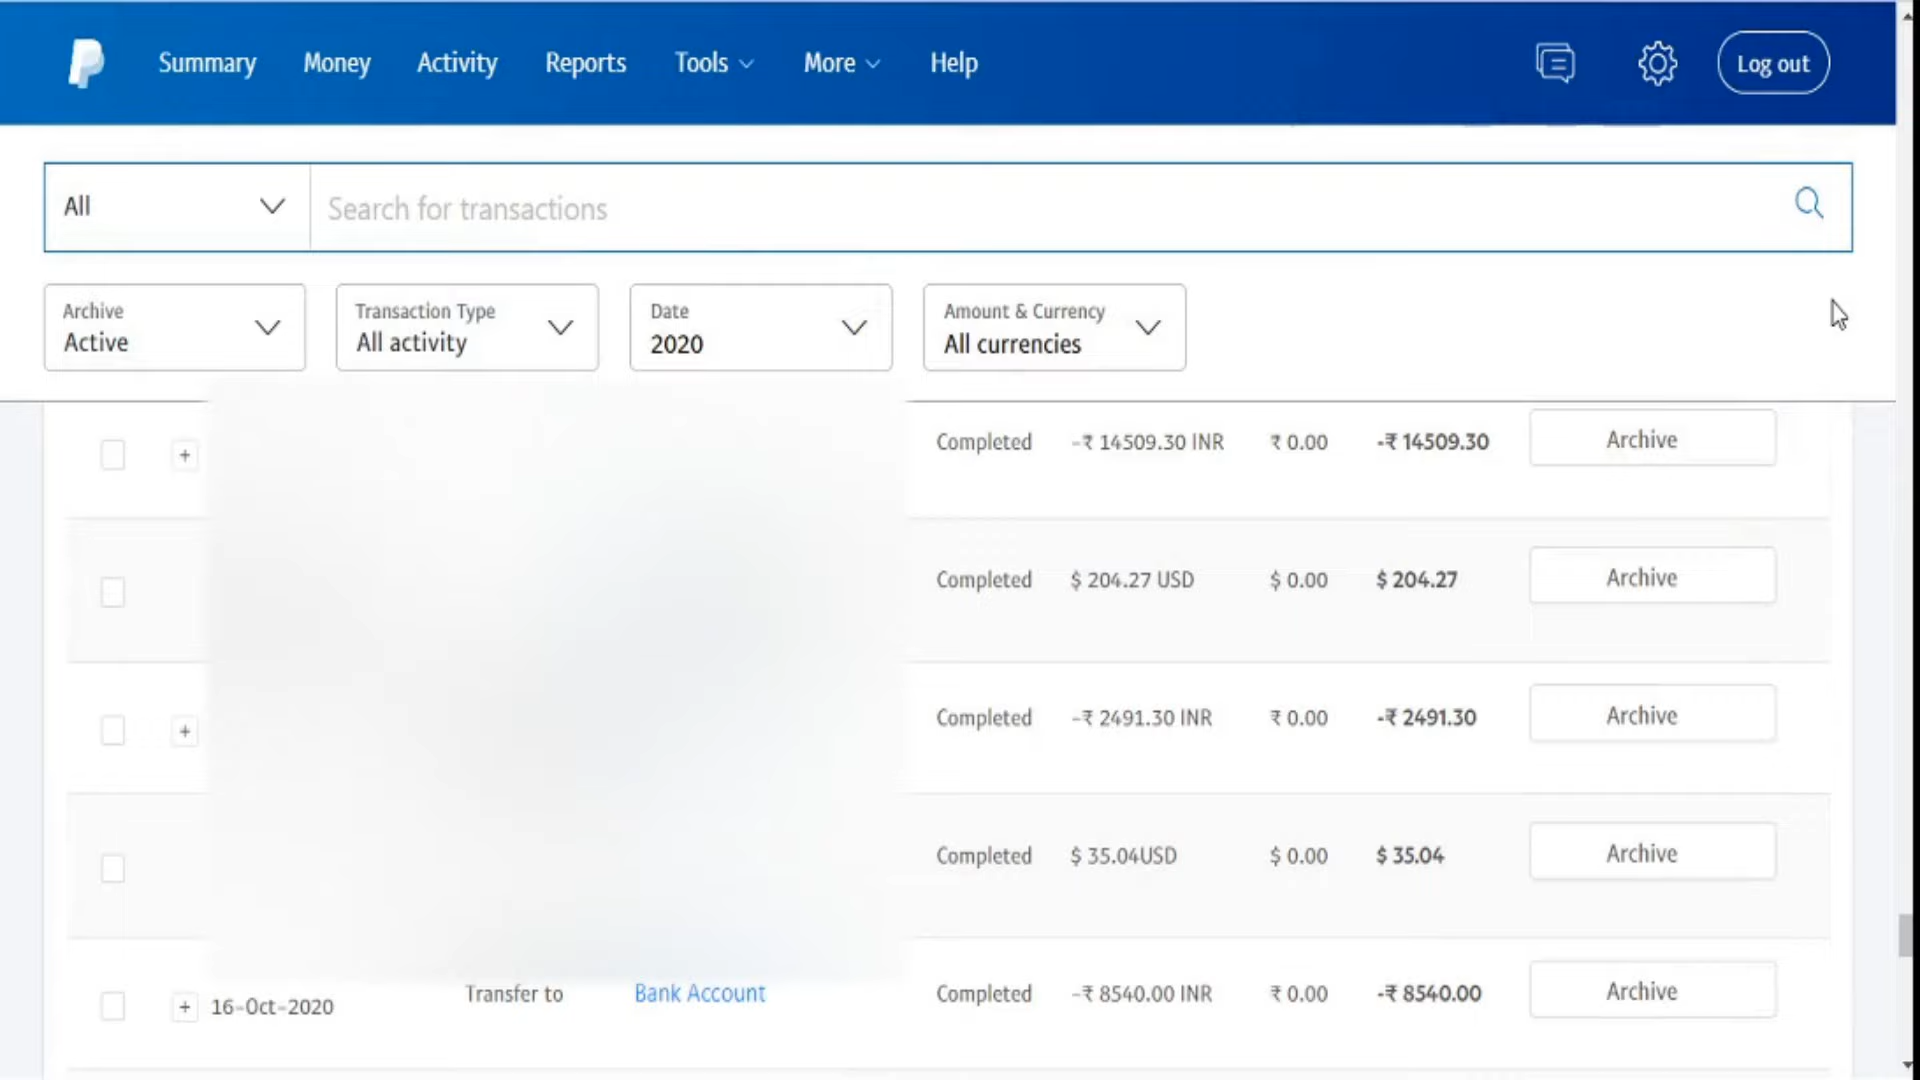 Summary Money Activity Reports Tools More Help Log out
All Search for transactions
Archive Transaction Type Date Amount & Currency
Active All activity 2020 All currencies
+ Completed -₹ 14509.30 INR ₹ 0.00 -₹ 14509.30 Archive
Completed $ 204.27 USD $ 0.00 $ 204.27 Archive
+ Completed -₹ 2491.30 INR ₹ 0.00 -₹ 2491.30 Archive
Completed $ 35.04USD $ 0.00 $ 35.04 Archive
+ 16-Oct-2020 Transfer to Bank Account Completed -₹ 8540.00 INR ₹ 0.00 -₹ 8540.00 Archive